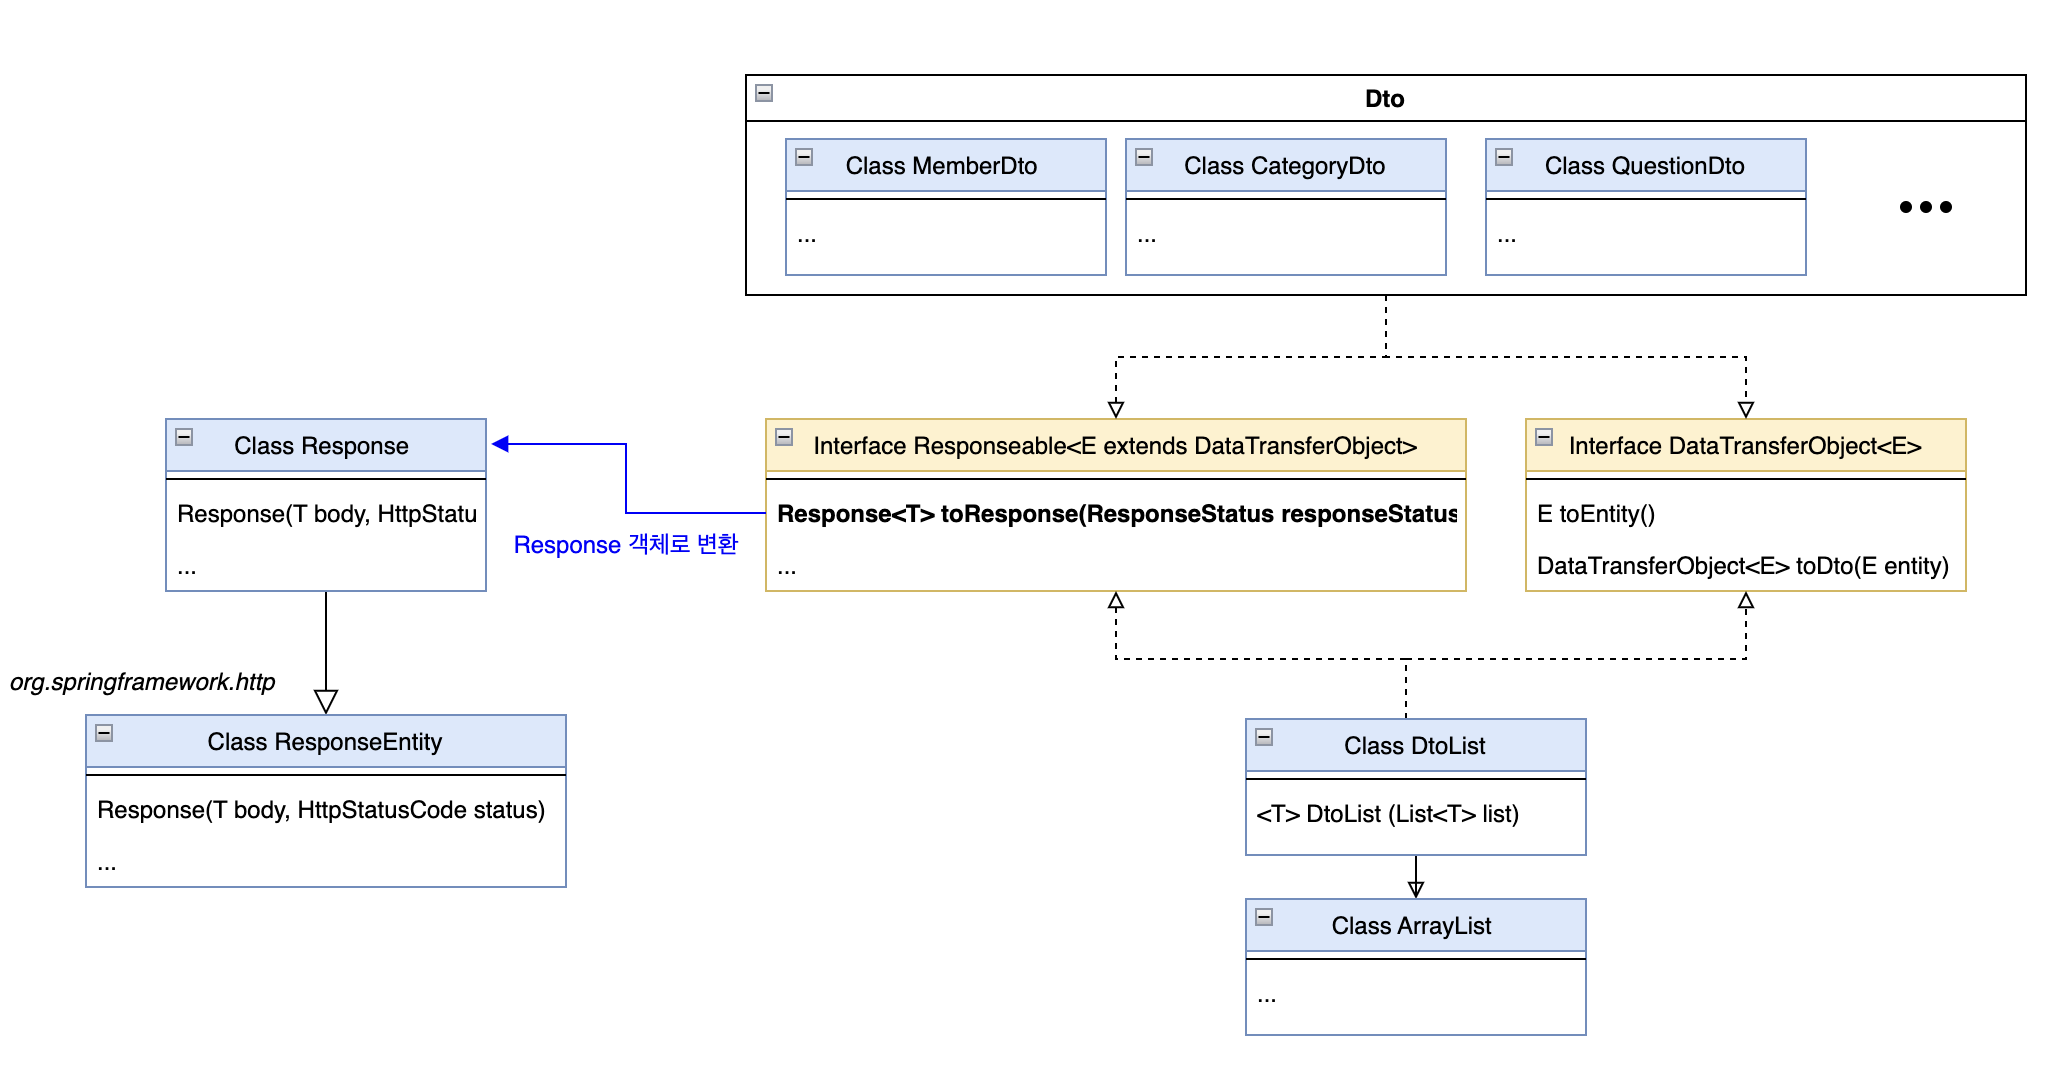 Dto
Class MemberDto
...
Class CategoryDto
...
Class QuestionDto
...
Class Response
Response(T body, HttpStatu
...
Response 객체로 변환
Interface Responseable<E extends DataTransferObject>
Response<T> toResponse(ResponseStatus responseStatus
...
Interface DataTransferObject<E>
E toEntity()
DataTransferObject<E> toDto(E entity)
org.springframework.http
Class ResponseEntity
Response(T body, HttpStatusCode status)
...
Class DtoList
<T> DtoList (List<T> list)
Class ArrayList
...